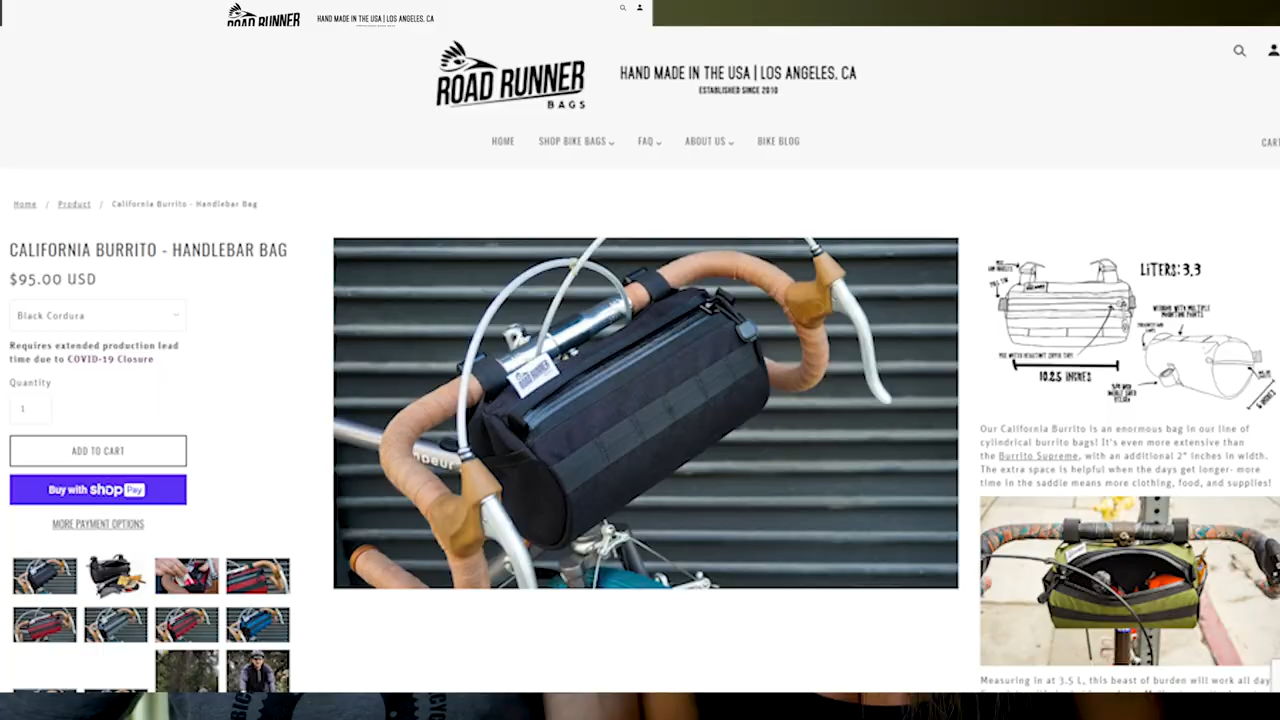 ROAD RUNNER
HAND MADE IN THE USA | LOS ANGELES, CA
ROAD RUNNER
BAGS
HAND MADE IN THE USA | LOS ANGELES, CA
ESTABLISHED SINCE 2010
HOME
SHOP BIKE BAGS
FAQ
ABOUT US
BIKE BLOG
CART
Home / Product / California Burrito - Handlebar Bag
CALIFORNIA BURRITO - HANDLEBAR BAG
$95.00 USD
Black Cordura
Requires extended production lead
time due to COVID-19 Closure
Quantity
1
ADD TO CART
Buy with shop Pay
MORE PAYMENT OPTIONS
ROAD RUNNER
LITERS: 3.3
10.25 INCHES
6 INCHES
Our California Burrito is an enormous bag in our line of
cylindrical burrito bags! It's even more extensive than
the Burrito Supreme, with an additional 2" inches in width.
The extra space is helpful when the days get longer- more
time in the saddle means more clothing, food, and supplies!
Measuring in at 3.5 L, this beast of burden will work all day